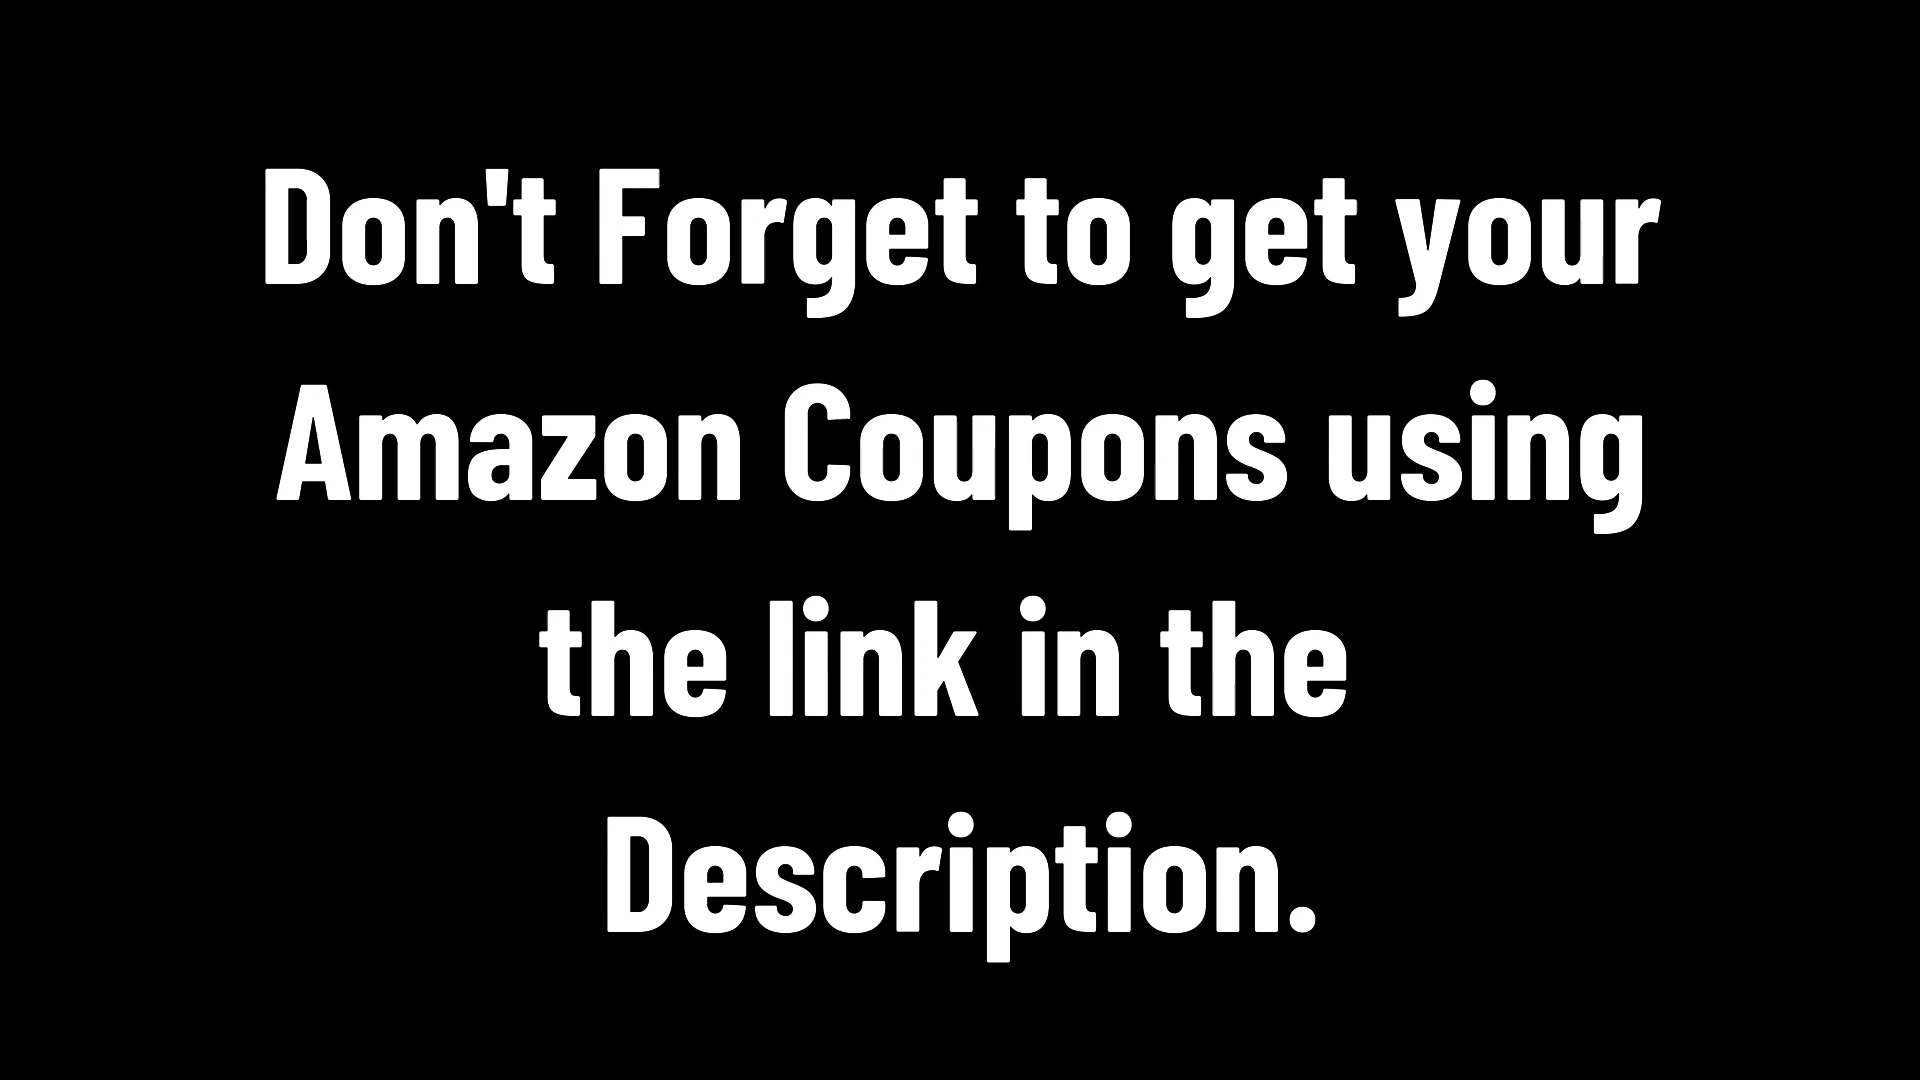 Don't Forget to get your
Amazon Coupons using
the link in the
Description.